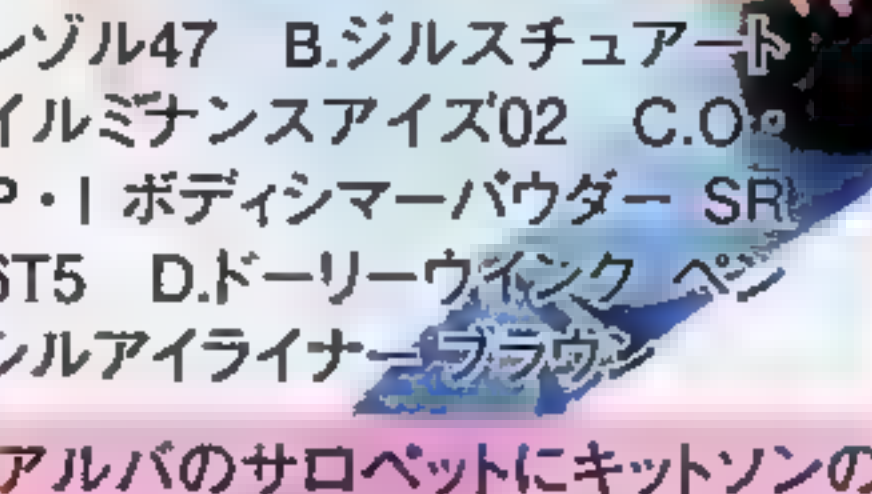 ンゾル47 B.ジルスチュアート
イルミナンスアイズ02 C.O・
P・I ボディシマーパウダー SR
ST5 D.ドーリーウインク ペン
シルアイライナー ブラウン
アルバのサロペットにキットソンの